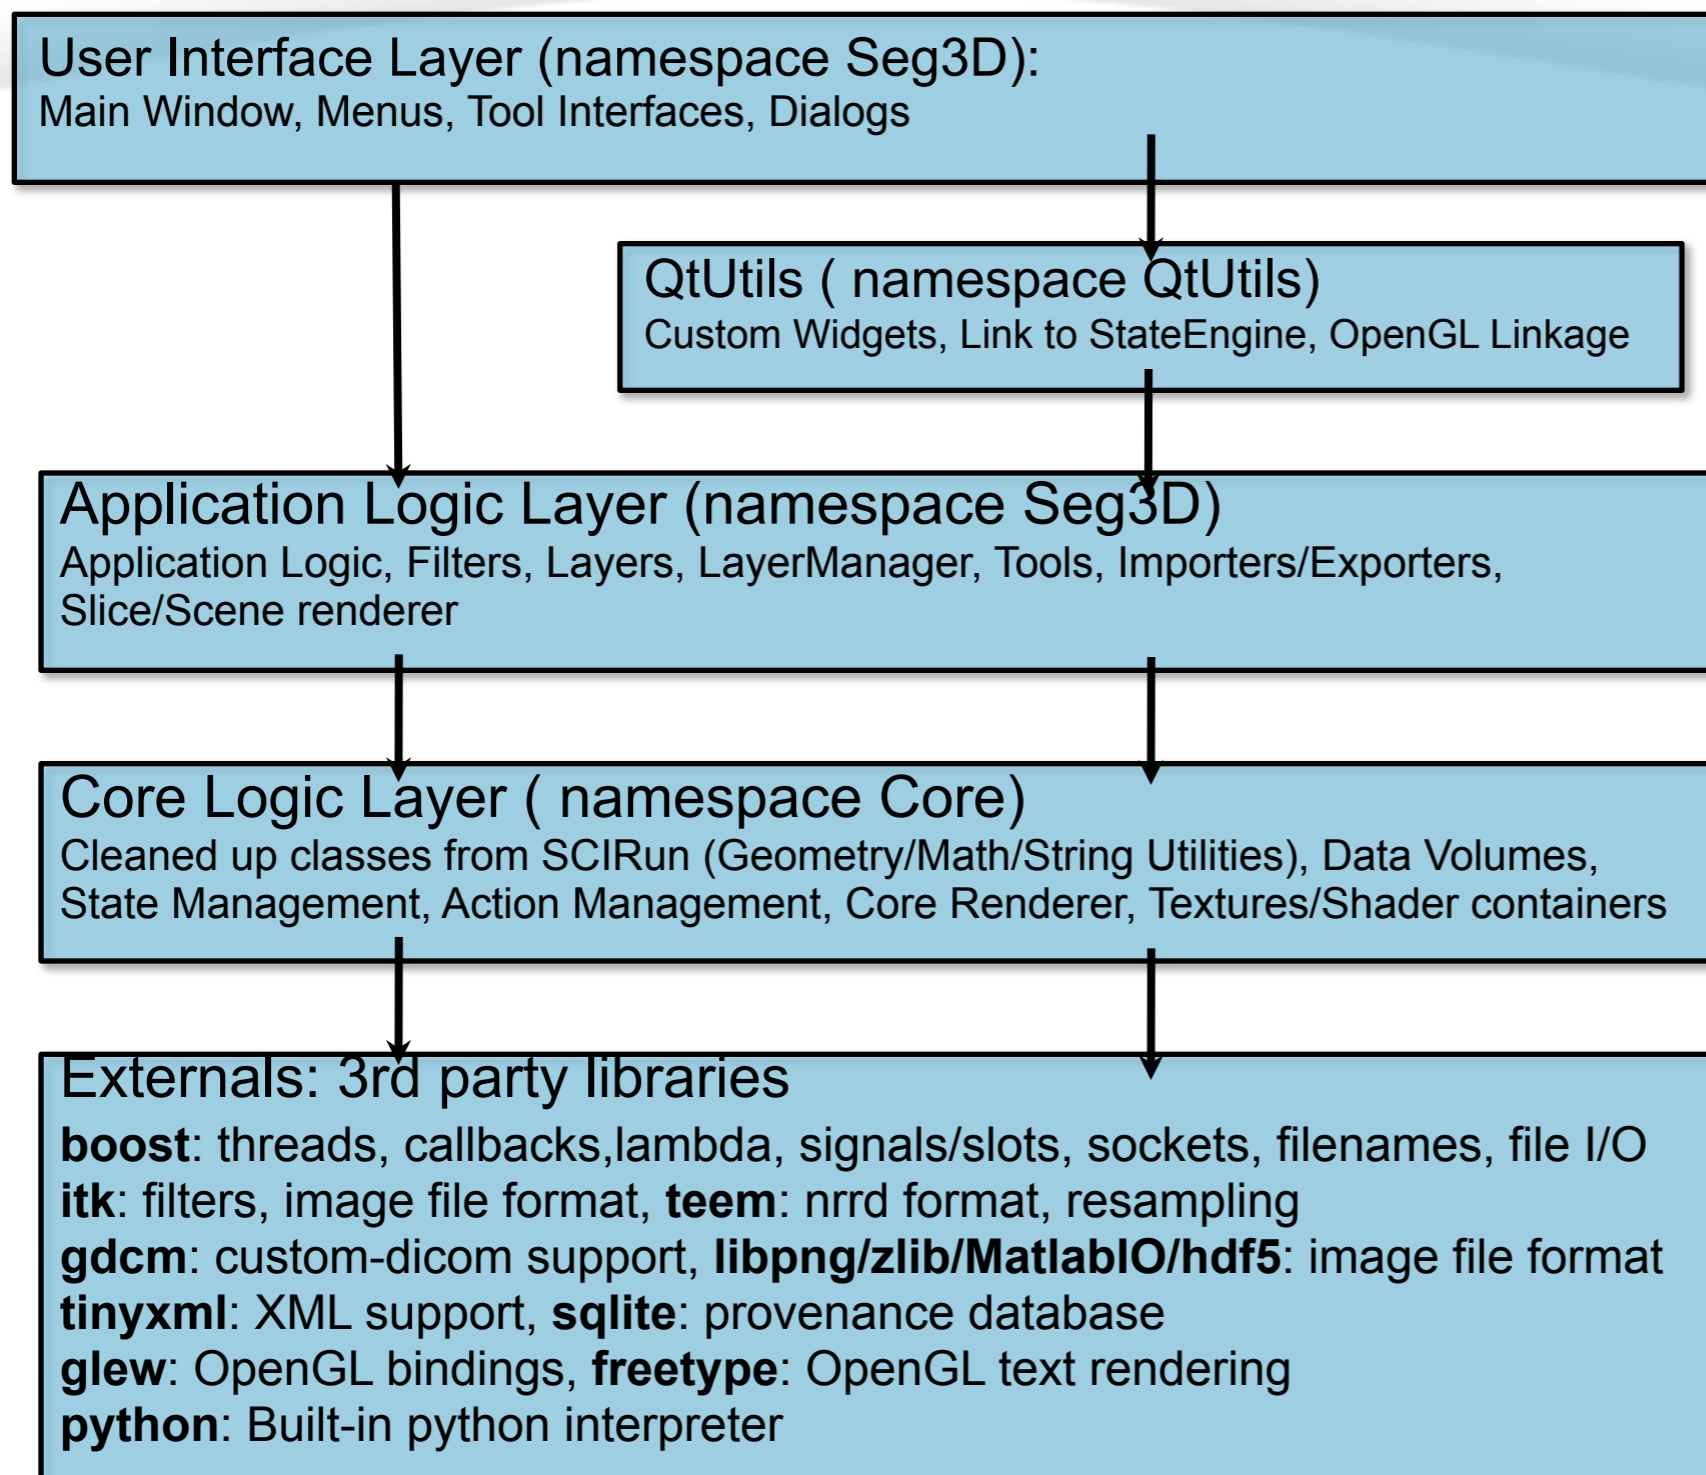 User Interface Layer (namespace Seg3D):
Main Window, Menus, Tool Interfaces, Dialogs
QtUtils ( namespace QtUtils)
Custom Widgets, Link to StateEngine, OpenGL Linkage
Application Logic Layer (namespace Seg3D)
Application Logic, Filters, Layers, LayerManager, Tools, Importers/Exporters,
Slice/Scene renderer
Core Logic Layer ( namespace Core)
Cleaned up classes from SCIRun (Geometry/Math/String Utilities), Data Volumes,
State Management, Action Management, Core Renderer, Textures/Shader containers
Externals: 3rd party libraries
boost: threads, callbacks,lambda, signals/slots, sockets, filenames, file I/O
itk: filters, image file format, teem: nrrd format, resampling
gdcm: custom-dicom support, libpng/zlib/MatlabIO/hdf5: image file format
tinyxml: XML support, sqlite: provenance database
glew: OpenGL bindings, freetype: OpenGL text rendering
python: Built-in python interpreter